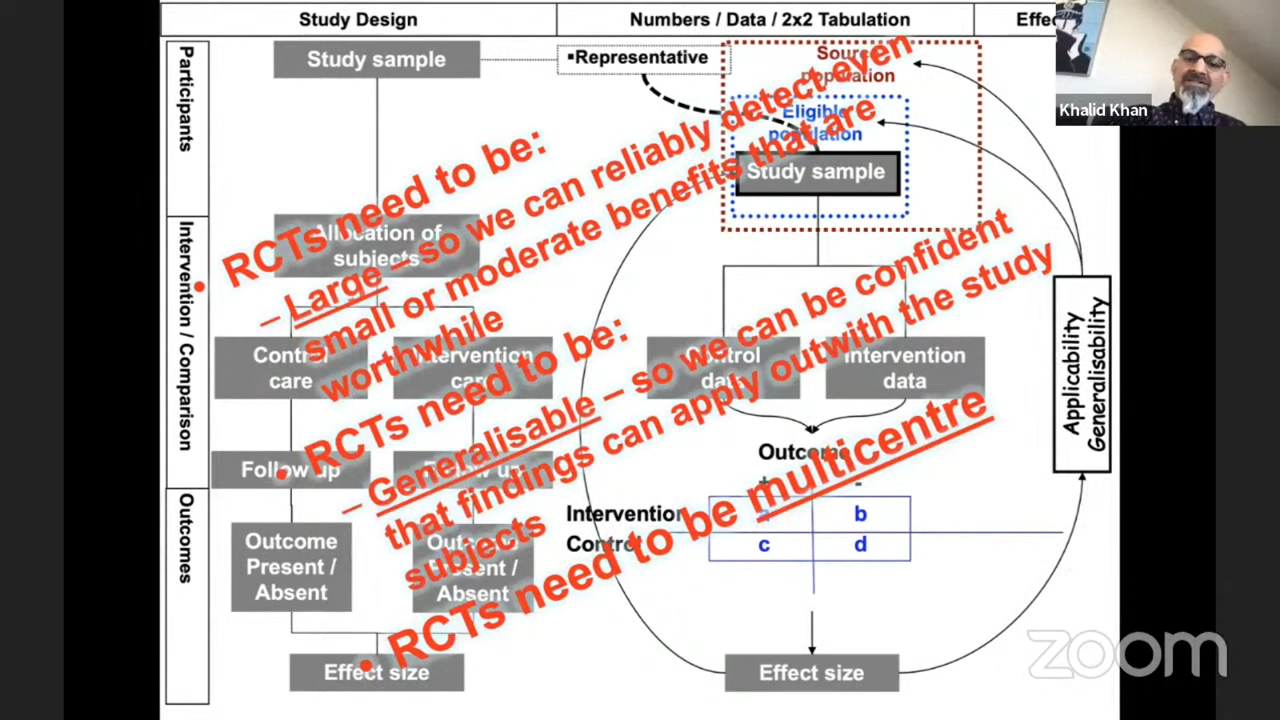 Study Design
Numbers / Data / 2x2 Tabulation
Effec
Khalid Khan
Participants
Intervention / Comparison
Outcomes
Study sample
▪Representative
Source
population
Eligible
population
Study sample
Allocation of
subjects
Control
care
Intervention
care
Control
data
Intervention
data
Follow up
Follow up
Outcome
+ -
Intervention a b
Control c d
Outcome
Present /
Absent
Outcome
Present /
Absent
Effect size
Effect size
Applicability
Generalisability
• RCTs need to be:
– Large – so we can reliably detect even
small or moderate benefits that are
worthwhile
• RCTs need to be:
– Generalisable – so we can be confident
that findings can apply outwith the study
subjects
• RCTs need to be multicentre
zoom